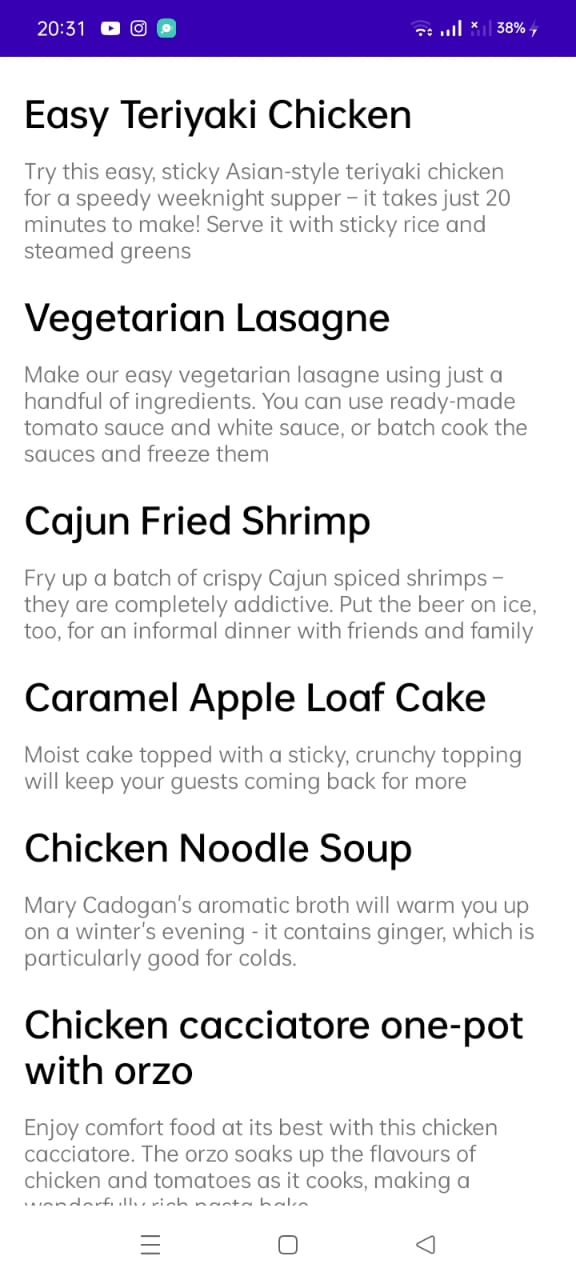 20:31
38%
Easy Teriyaki Chicken
Try this easy, sticky Asian-style teriyaki chicken
for a speedy weeknight supper – it takes just 20
minutes to make! Serve it with sticky rice and
steamed greens
Vegetarian Lasagne
Make our easy vegetarian lasagne using just a
handful of ingredients. You can use ready-made
tomato sauce and white sauce, or batch cook the
sauces and freeze them
Cajun Fried Shrimp
Fry up a batch of crispy Cajun spiced shrimps –
they are completely addictive. Put the beer on ice,
too, for an informal dinner with friends and family
Caramel Apple Loaf Cake
Moist cake topped with a sticky, crunchy topping
will keep your guests coming back for more
Chicken Noodle Soup
Mary Cadogan's aromatic broth will warm you up
on a winter's evening - it contains ginger, which is
particularly good for colds.
Chicken cacciatore one-pot
with orzo
Enjoy comfort food at its best with this chicken
cacciatore. The orzo soaks up the flavours of
chicken and tomatoes as it cooks, making a
wonderfully rich pasta bake